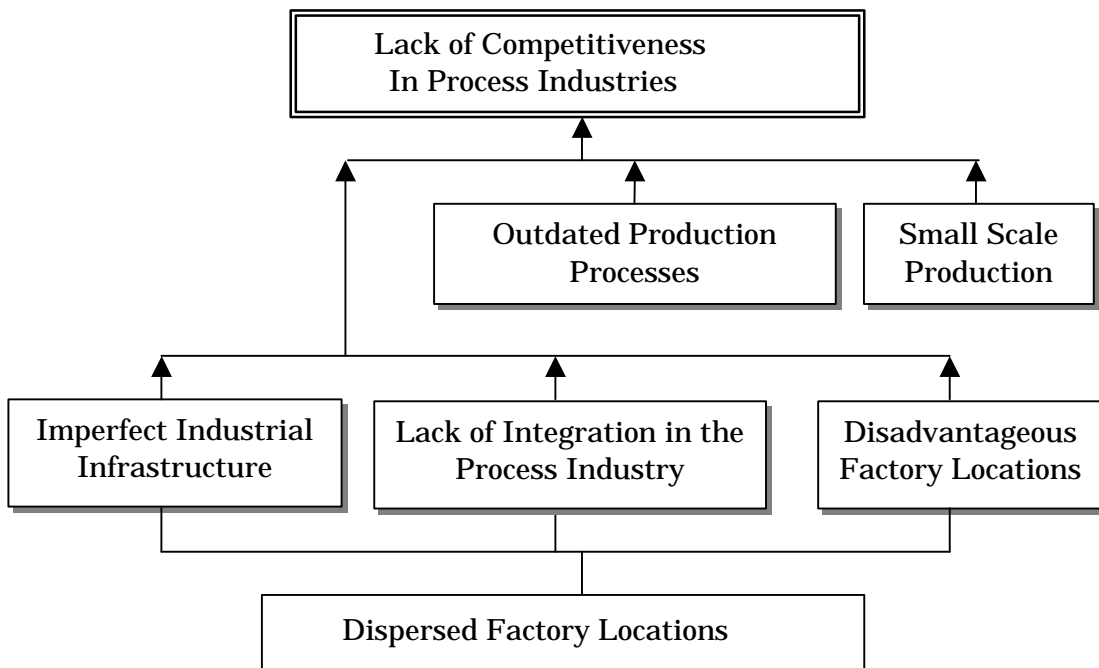 Lack of Competitiveness
In Process Industries
Outdated Production
Processes
Small Scale
Production
Imperfect Industrial
Infrastructure
Lack of Integration in the
Process Industry
Disadvantageous
Factory Locations
Dispersed Factory Locations